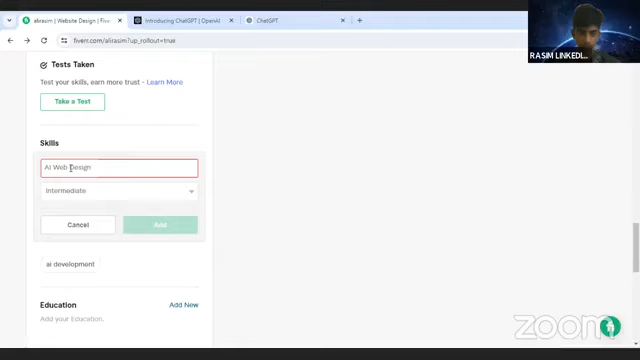 alirasim | Website Design | Five
Introducing ChatGPT | OpenAI
ChatGPT
fiverr.com/alirasim?up_rollout=true
RASIM LINKEDI...
Tests Taken
Test your skills, earn more trust - Learn More
Take a Test
Skills
AI Web Design
Intermediate
Cancel
Add
ai development
Education
Add New
Add your Education.
zoom